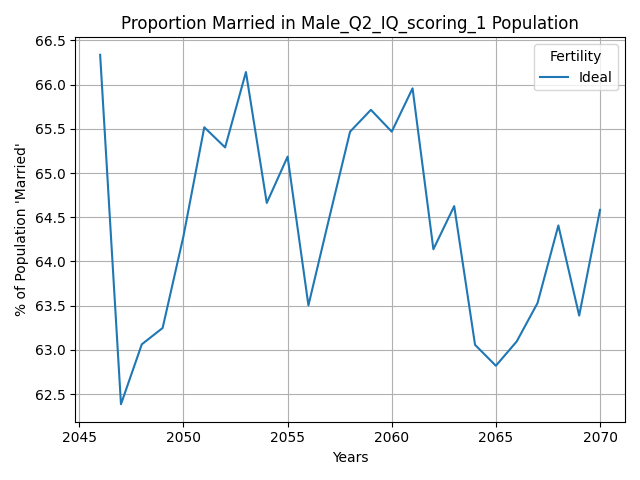 Proportion Married in Male_Q2_IQ_scoring_1 Population
Fertility
Ideal
% of Population 'Married'
66.5
66.0
65.5
65.0
64.5
64.0
63.5
63.0
62.5
2045 2050 2055 2060 2065 2070
Years